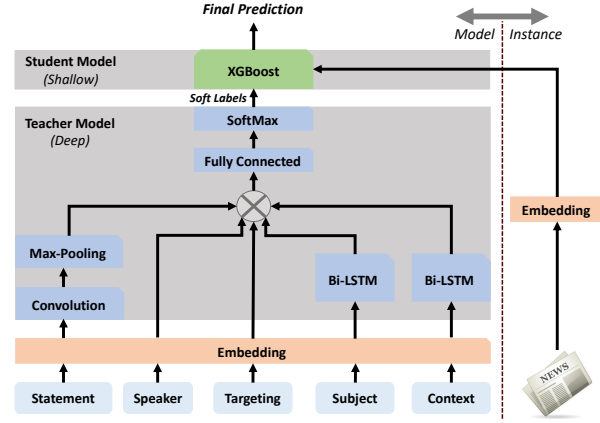 Final Prediction
Model Instance
Student Model
(Shallow)
XGBoost
Soft Labels
Teacher Model
(Deep)
SoftMax
Fully Connected
Embedding
Max-Pooling
Bi-LSTM
Bi-LSTM
Convolution
Embedding
NEWS
Statement
Speaker
Targeting
Subject
Context